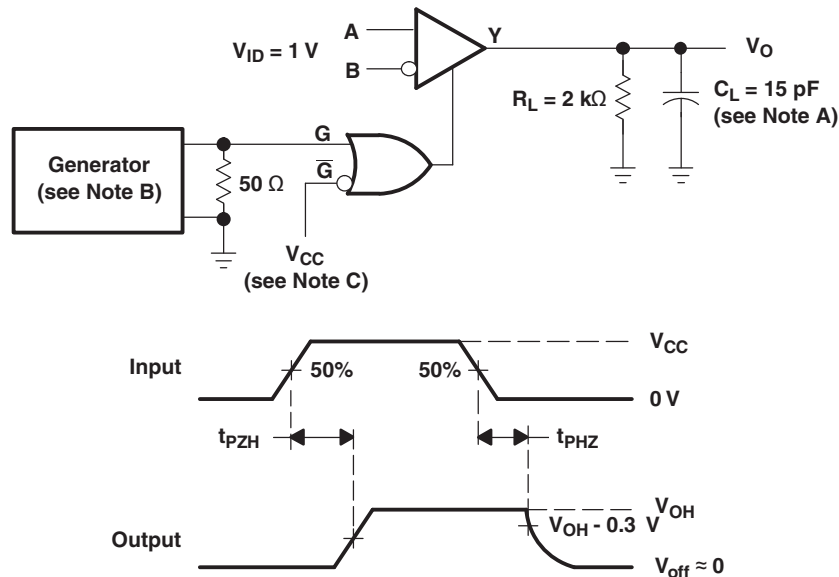 A
Y
V_O
V_ID = 1 V
B
R_L = 2 kΩ
C_L = 15 pF
(see Note A)
G
Generator
(see Note B)
50 Ω
G̅
V_CC
(see Note C)
Input
50%
50%
V_CC
0 V
t_PZH
t_PHZ
V_OH
V_OH - 0.3 V
Output
V_off ≈ 0